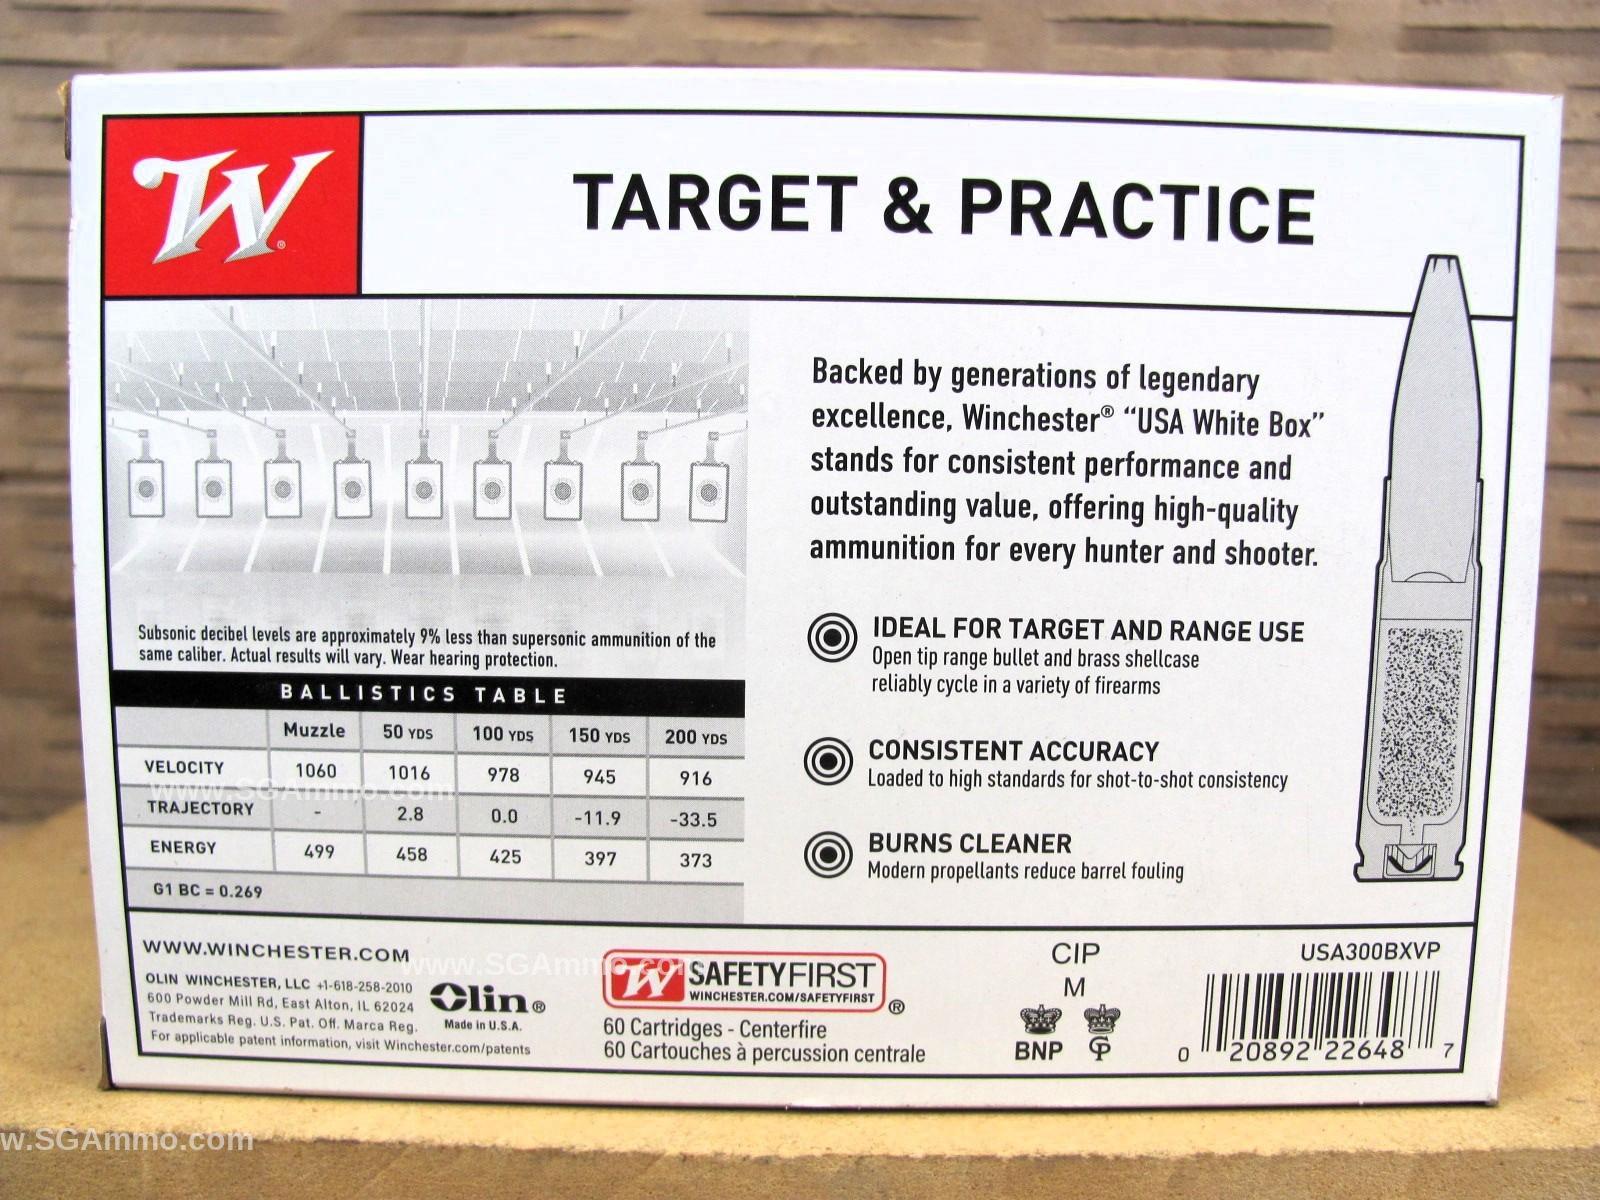 W®
TARGET & PRACTICE
Backed by generations of legendary
excellence, Winchester® “USA White Box”
stands for consistent performance and
outstanding value, offering high-quality
ammunition for every hunter and shooter.
IDEAL FOR TARGET AND RANGE USE
Open tip range bullet and brass shellcase
reliably cycle in a variety of firearms
CONSISTENT ACCURACY
Loaded to high standards for shot-to-shot consistency
BURNS CLEANER
Modern propellants reduce barrel fouling
Subsonic decibel levels are approximately 9% less than supersonic ammunition of the
same caliber. Actual results will vary. Wear hearing protection.
BALLISTICS TABLE
Muzzle 50 YDS 100 YDS 150 YDS 200 YDS
VELOCITY 1060 1016 978 945 916
TRAJECTORY - 2.8 0.0 -11.9 -33.5
ENERGY 499 458 425 397 373
G1 BC = 0.269
www.SGAmmo.com
WWW.WINCHESTER.COM
OLIN WINCHESTER, LLC +1-618-258-2010
600 Powder Mill Rd, East Alton, IL 62024
Trademarks Reg. U.S. Pat. Off. Marca Reg.
For applicable patent information, visit Winchester.com/patents
Olin®
Made in U.S.A.
www.SGAmmo.com
W SAFETYFIRST
WINCHESTER.COM/SAFETYFIRST ®
60 Cartridges - Centerfire
60 Cartouches à percussion centrale
CIP
M
BNP CP
USA300BXVP
0 20892 22648 7
w.SGAmmo.com